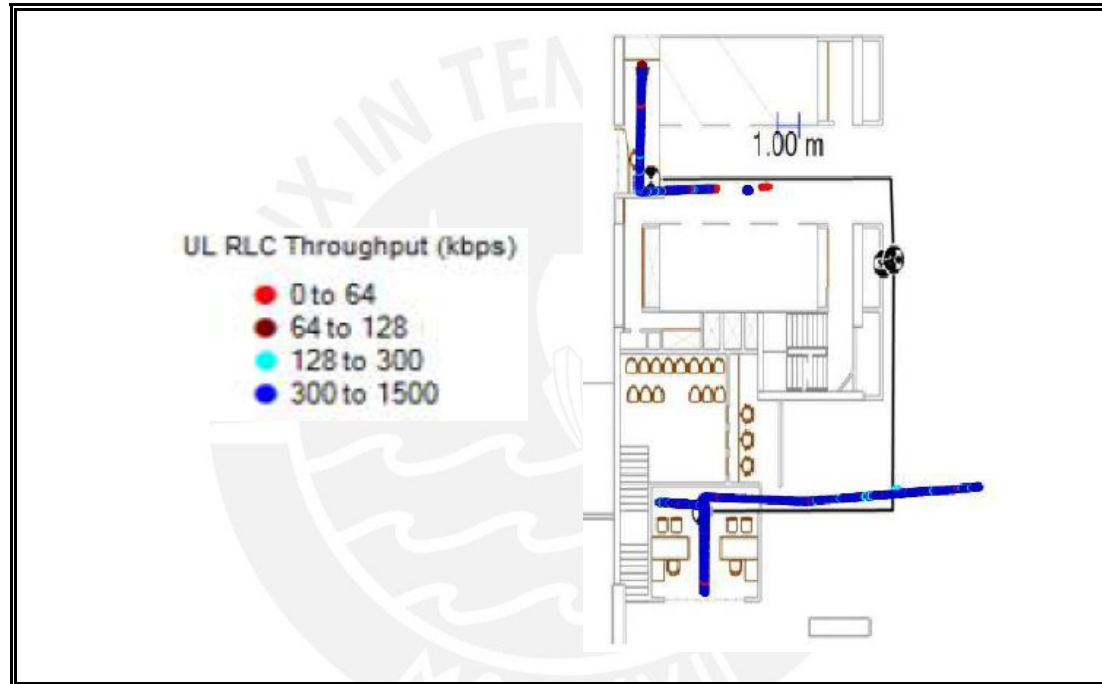 UL RLC Throughput (kbps)
0 to 64
64 to 128
128 to 300
300 to 1500
1.00 m